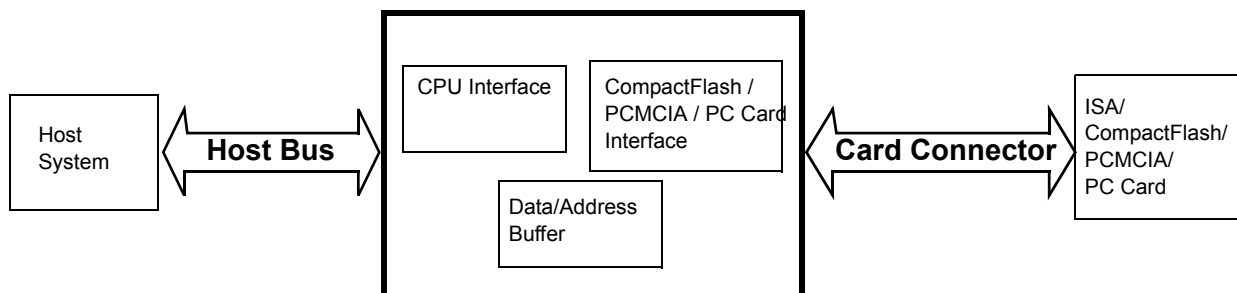 Host
System
Host Bus
CPU Interface
CompactFlash /
PCMCIA / PC Card
Interface
Data/Address
Buffer
Card Connector
ISA/
CompactFlash/
PCMCIA/
PC Card